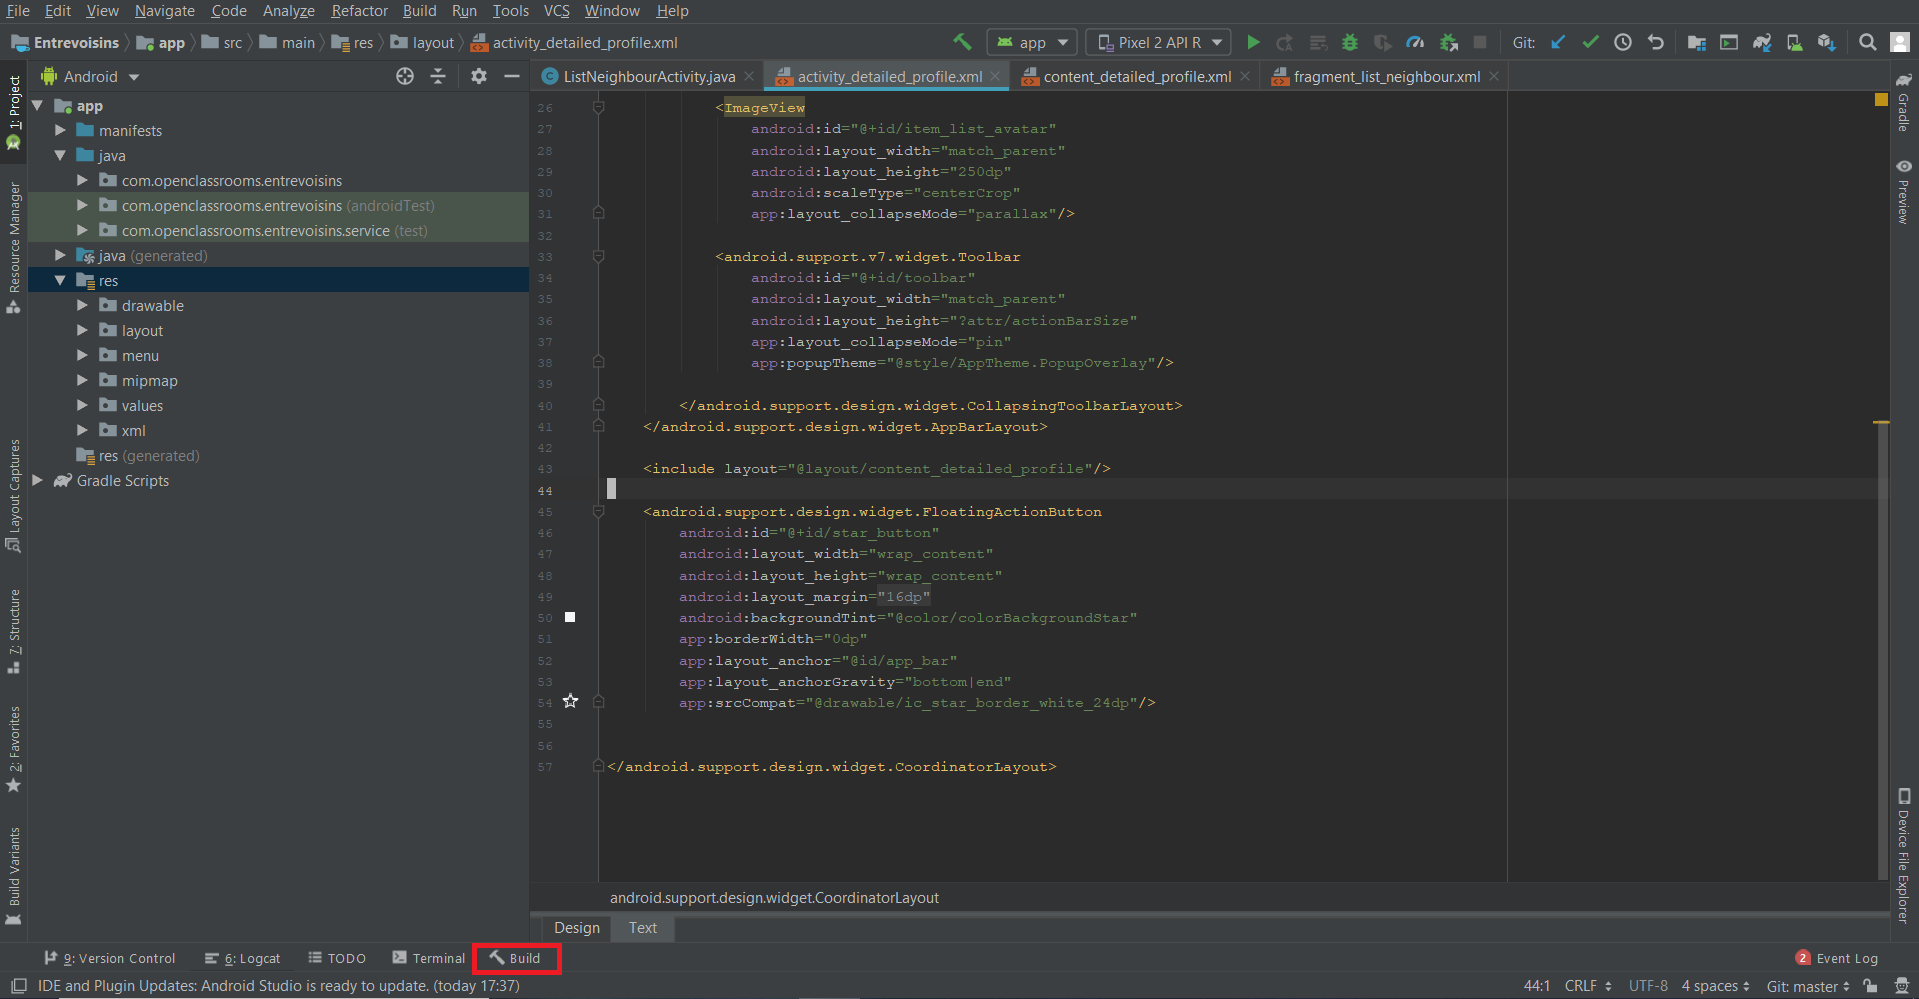 File Edit View Navigate Code Analyze Refactor Build Run Tools VCS Window Help
Entrevoisins app src main res layout activity_detailed_profile.xml app Pixel 2 API R Git:
Android
ListNeighbourActivity.java activity_detailed_profile.xml content_detailed_profile.xml fragment_list_neighbour.xml
1: Project
Resource Manager
Layout Captures
7: Structure
2: Favorites
Build Variants
app
manifests
java
com.openclassrooms.entrevoisins
com.openclassrooms.entrevoisins (androidTest)
com.openclassrooms.entrevoisins.service (test)
java (generated)
res
drawable
layout
menu
mipmap
values
xml
res (generated)
Gradle Scripts
26 <ImageView
27 android:id="@+id/item_list_avatar"
28 android:layout_width="match_parent"
29 android:layout_height="250dp"
30 android:scaleType="centerCrop"
31 app:layout_collapseMode="parallax"/>
32
33 <android.support.v7.widget.Toolbar
34 android:id="@+id/toolbar"
35 android:layout_width="match_parent"
36 android:layout_height="?attr/actionBarSize"
37 app:layout_collapseMode="pin"
38 app:popupTheme="@style/AppTheme.PopupOverlay"/>
39
40 </android.support.design.widget.CollapsingToolbarLayout>
41 </android.support.design.widget.AppBarLayout>
42
43 <include layout="@layout/content_detailed_profile"/>
44
45 <android.support.design.widget.FloatingActionButton
46 android:id="@+id/star_button"
47 android:layout_width="wrap_content"
48 android:layout_height="wrap_content"
49 android:layout_margin="16dp"
50 android:backgroundTint="@color/colorBackgroundStar"
51 app:borderWidth="0dp"
52 app:layout_anchor="@id/app_bar"
53 app:layout_anchorGravity="bottom|end"
54 app:srcCompat="@drawable/ic_star_border_white_24dp"/>
55
56
57 </android.support.design.widget.CoordinatorLayout>
Gradle
Preview
Device File Explorer
android.support.design.widget.CoordinatorLayout
Design Text
9: Version Control 6: Logcat TODO Terminal Build 2 Event Log
IDE and Plugin Updates: Android Studio is ready to update. (today 17:37) 44:1 CRLF UTF-8 4 spaces Git: master